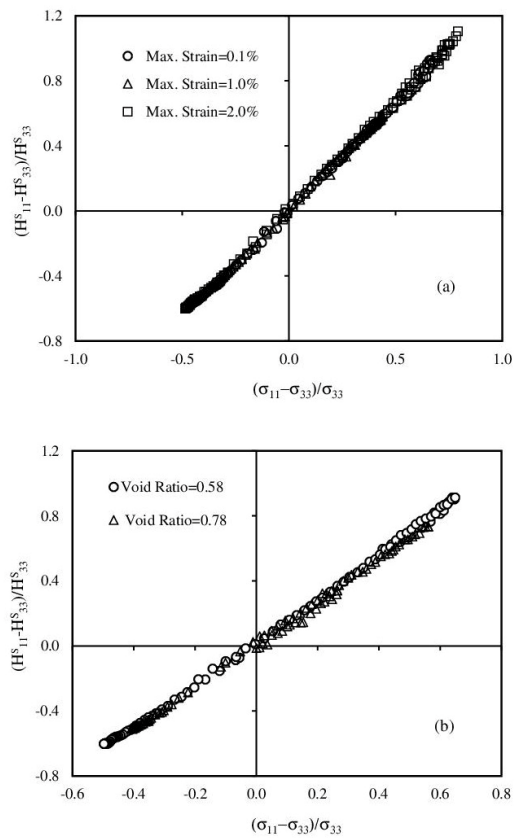 1.2
Max. Strain=0.1%
Max. Strain=1.0%
Max. Strain=2.0%
0.8
0.4
0.0
-0.4
-0.8
(Hˢ₁₁-Hˢ₃₃)/Hˢ₃₃
(a)
-1.0 -0.5 0.0 0.5 1.0
(σ₁₁−σ₃₃)/σ₃₃
1.2
Void Ratio=0.58
Void Ratio=0.78
0.8
0.4
0.0
-0.4
-0.8
(Hˢ₁₁-Hˢ₃₃)/Hˢ₃₃
(b)
-0.6 -0.4 -0.2 0.0 0.2 0.4 0.6 0.8
(σ₁₁−σ₃₃)/σ₃₃